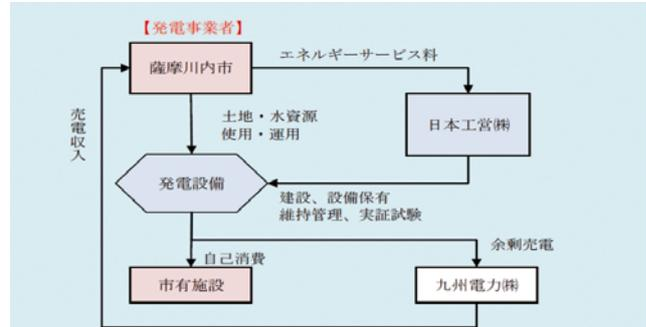 【発電事業者】
薩摩川内市
エネルギーサービス料
売電収入
土地・水資源
使用・運用
日本工営㈱
発電設備
建設、設備保有
維持管理、実証試験
余剰売電
自己消費
市有施設
九州電力㈱